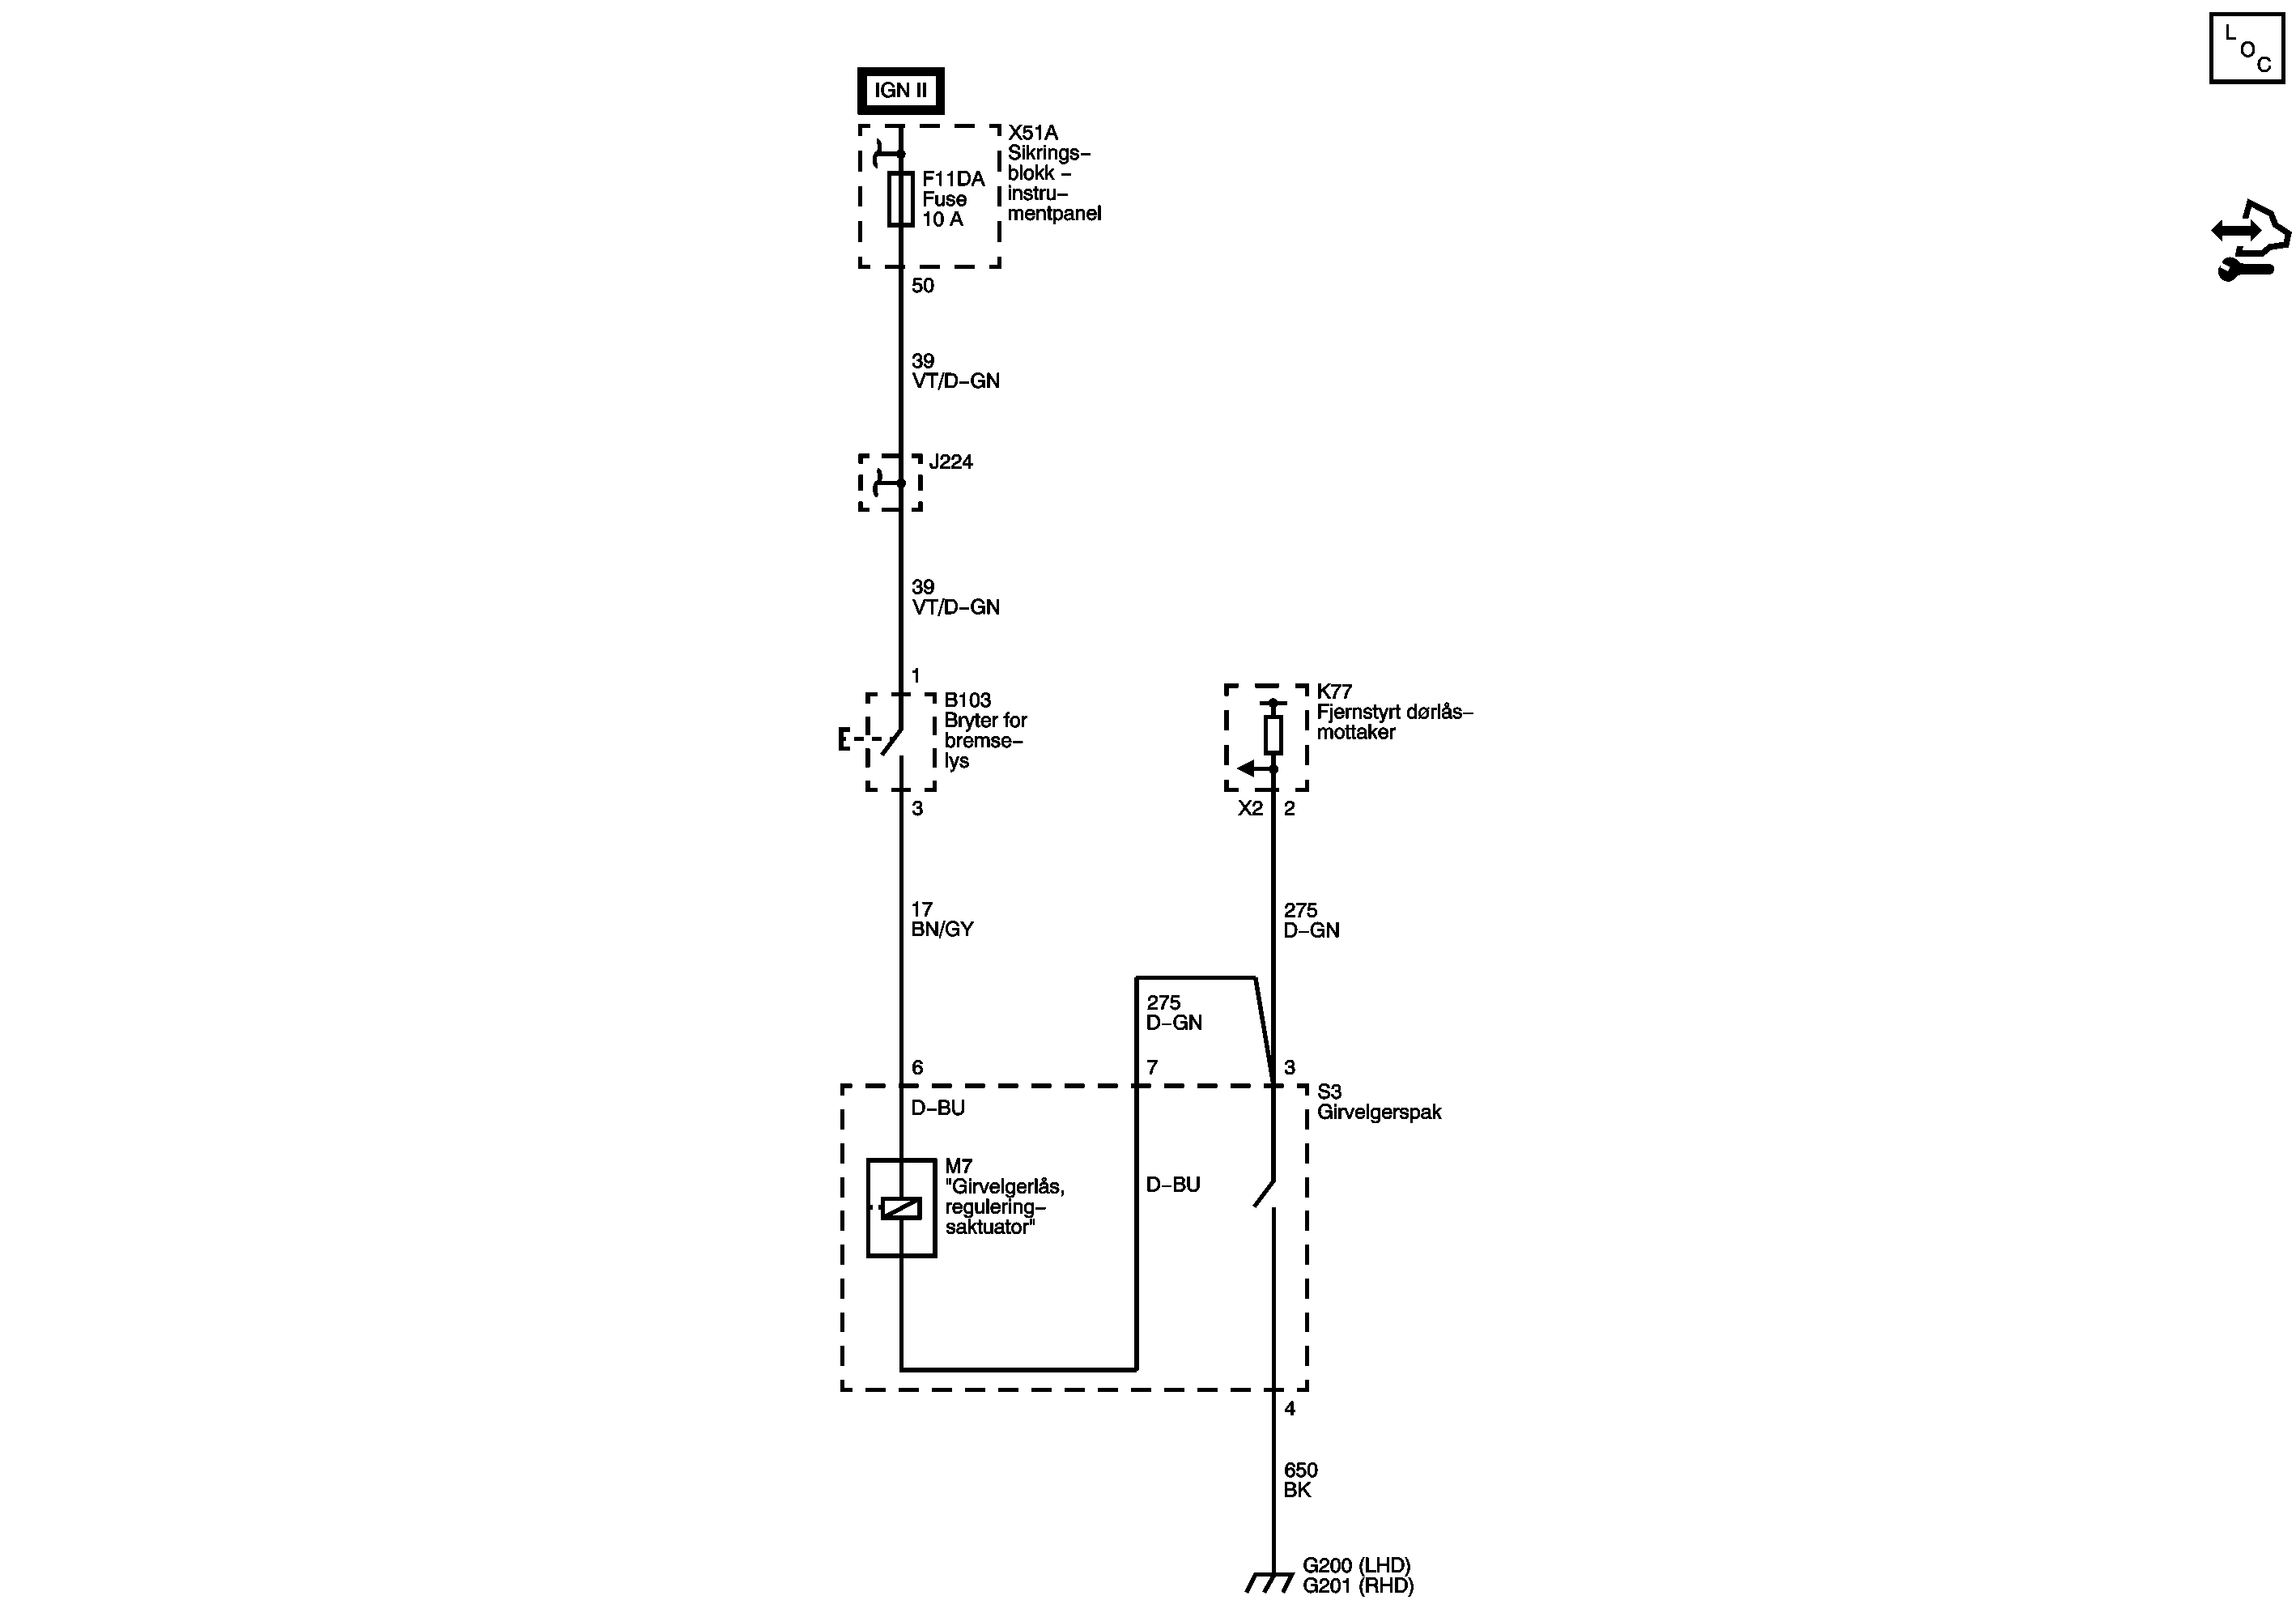 L
O
C
IGN II
X51A
Sikrings–
blokk –
instru–
mentpanel
F11DA
Fuse
10 A
50
39
VT/D–GN
J224
39
VT/D–GN
1
B103
Bryter for
bremse–
lys
3
K77
Fjernstyrt dørlås–
mottaker
X2
2
17
BN/GY
275
D–GN
275
D–GN
6
7
3
S3
Girvelgerspak
D–BU
M7
"Girvelgerlås,
regulering–
saktuator"
D–BU
4
650
BK
G200 (LHD)
G201 (RHD)